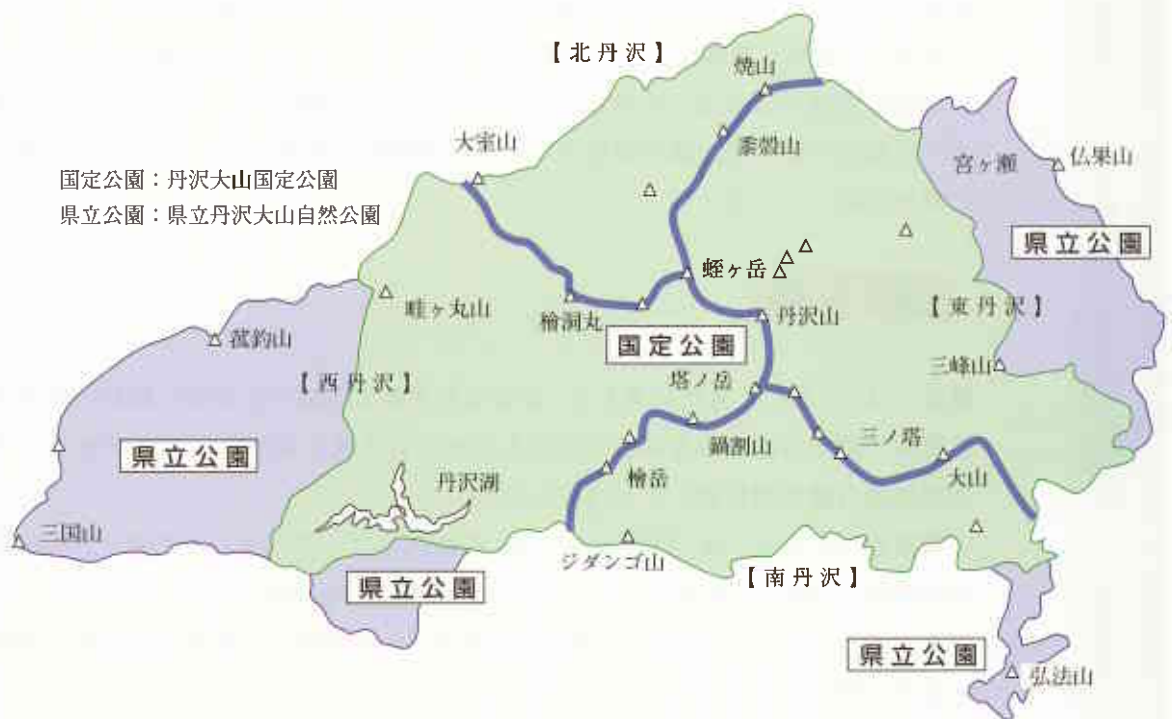 【北丹沢】
焼山
大室山
黍殻山
宮ヶ瀬
仏果山
国定公園：丹沢大山国定公園
県立公園：県立丹沢大山自然公園
県立公園
蛭ヶ岳
畦ヶ丸山
檜洞丸
丹沢山
【東丹沢】
菰釣山
国定公園
三峰山
【西丹沢】
塔ノ岳
県立公園
鍋割山
三ノ塔
丹沢湖
檜岳
大山
三国山
ジダンゴ山
【南丹沢】
県立公園
県立公園
弘法山